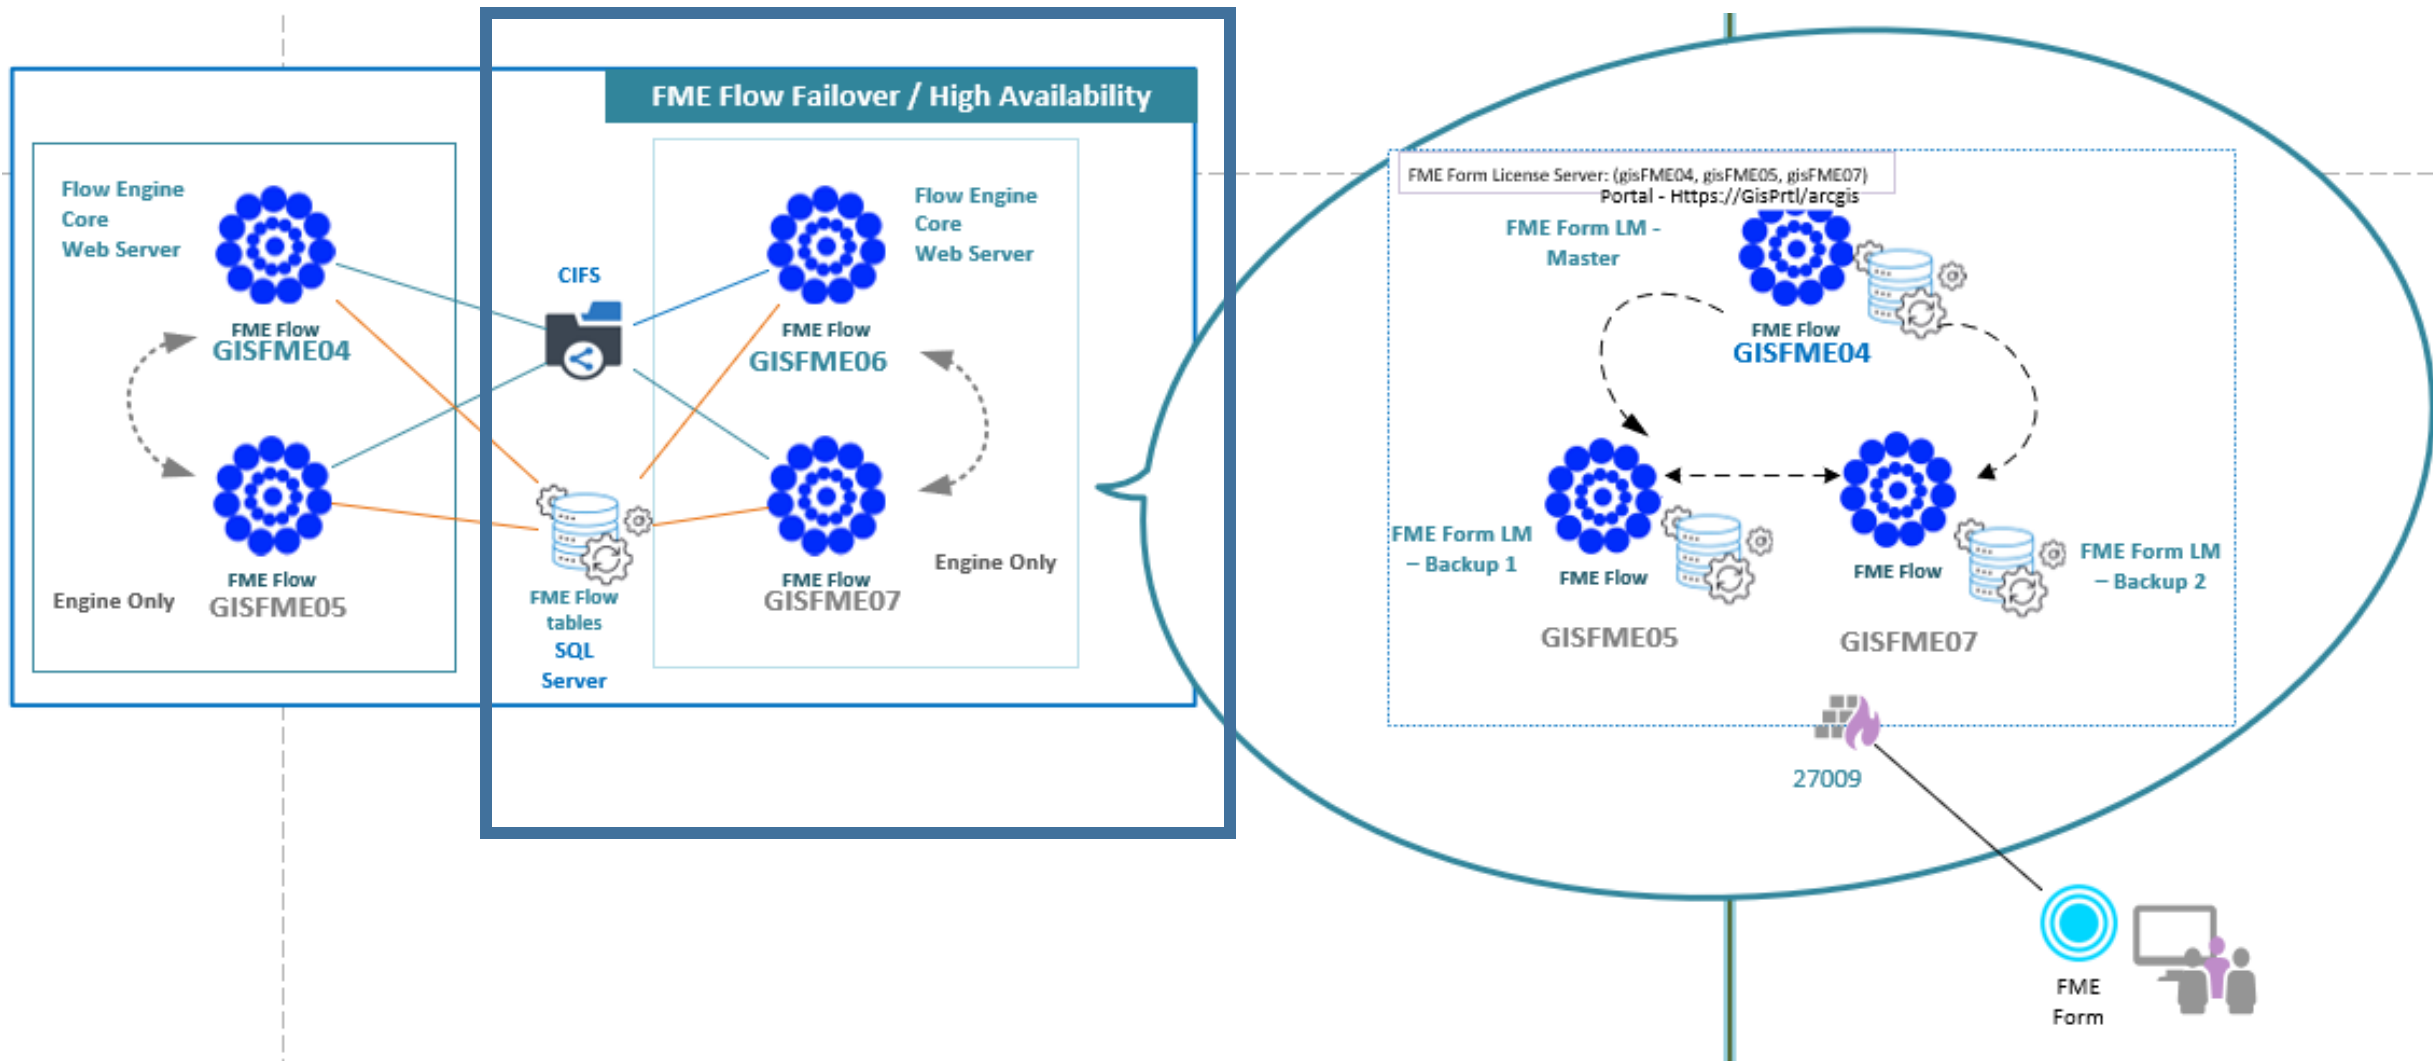 FME Flow Failover / High Availability
Flow Engine
Core
Web Server
FME Flow
GISFME04
Engine Only
FME Flow
GISFME05
CIFS
FME Flow
tables
SQL
Server
Flow Engine
Core
Web Server
FME Flow
GISFME06
FME Flow
GISFME07
Engine Only
FME Form License Server: (gisFME04, gisFME05, gisFME07)
Portal - Https://GisPrtl/arcgis
FME Form LM -
Master
FME Flow
GISFME04
FME Form LM
– Backup 1
FME Flow
GISFME05
FME Flow
GISFME07
FME Form LM
– Backup 2
27009
FME
Form